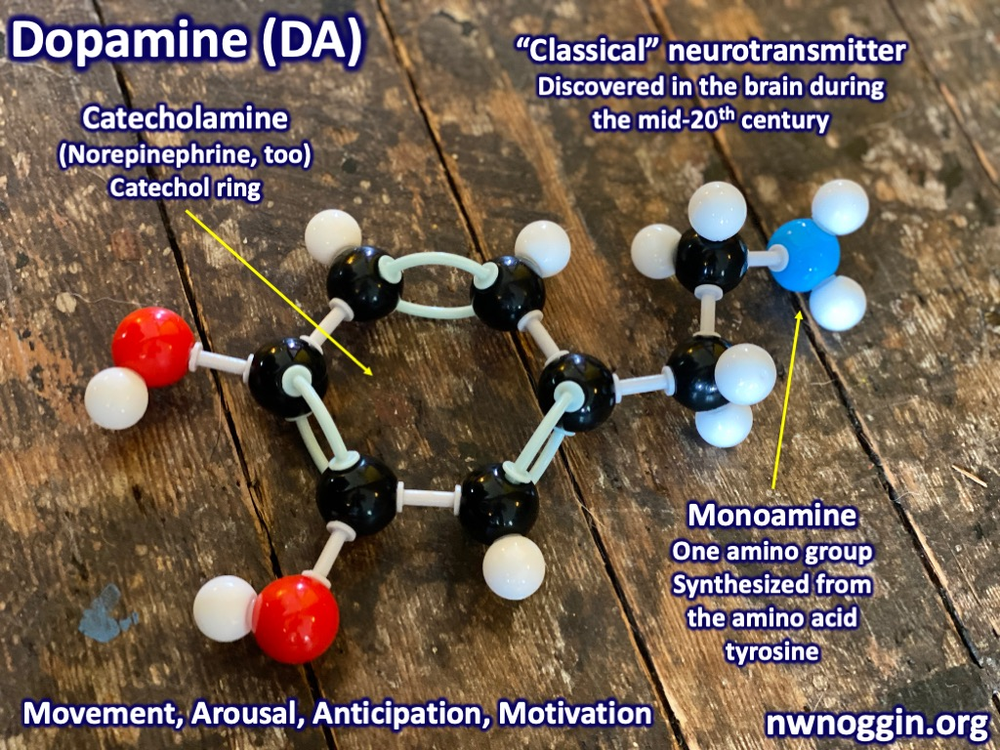 Dopamine (DA)
“Classical” neurotransmitter
Discovered in the brain during
the mid-20th century
Catecholamine
(Norepinephrine, too)
Catechol ring
Monoamine
One amino group
Synthesized from
the amino acid
tyrosine
Movement, Arousal, Anticipation, Motivation
nwnoggin.org